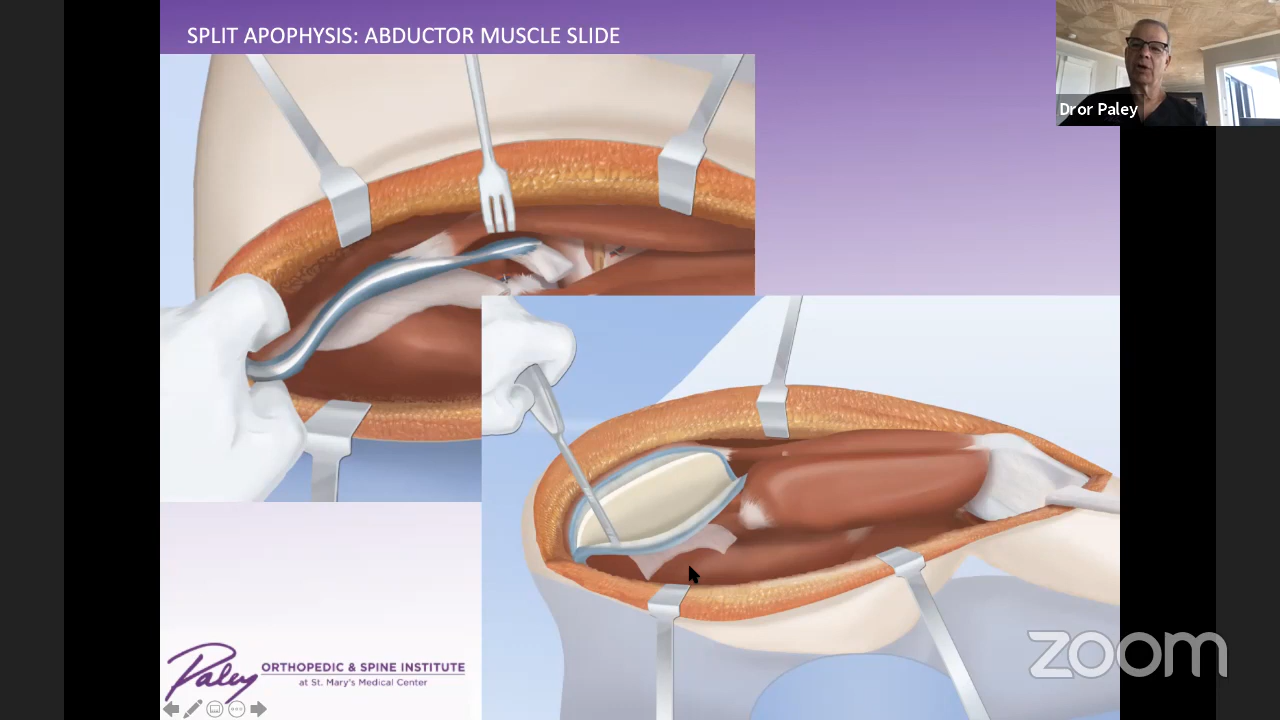 SPLIT APOPHYSIS: ABDUCTOR MUSCLE SLIDE
Dror Paley
Paley
ORTHOPEDIC & SPINE INSTITUTE
at St. Mary's Medical Center
zoom